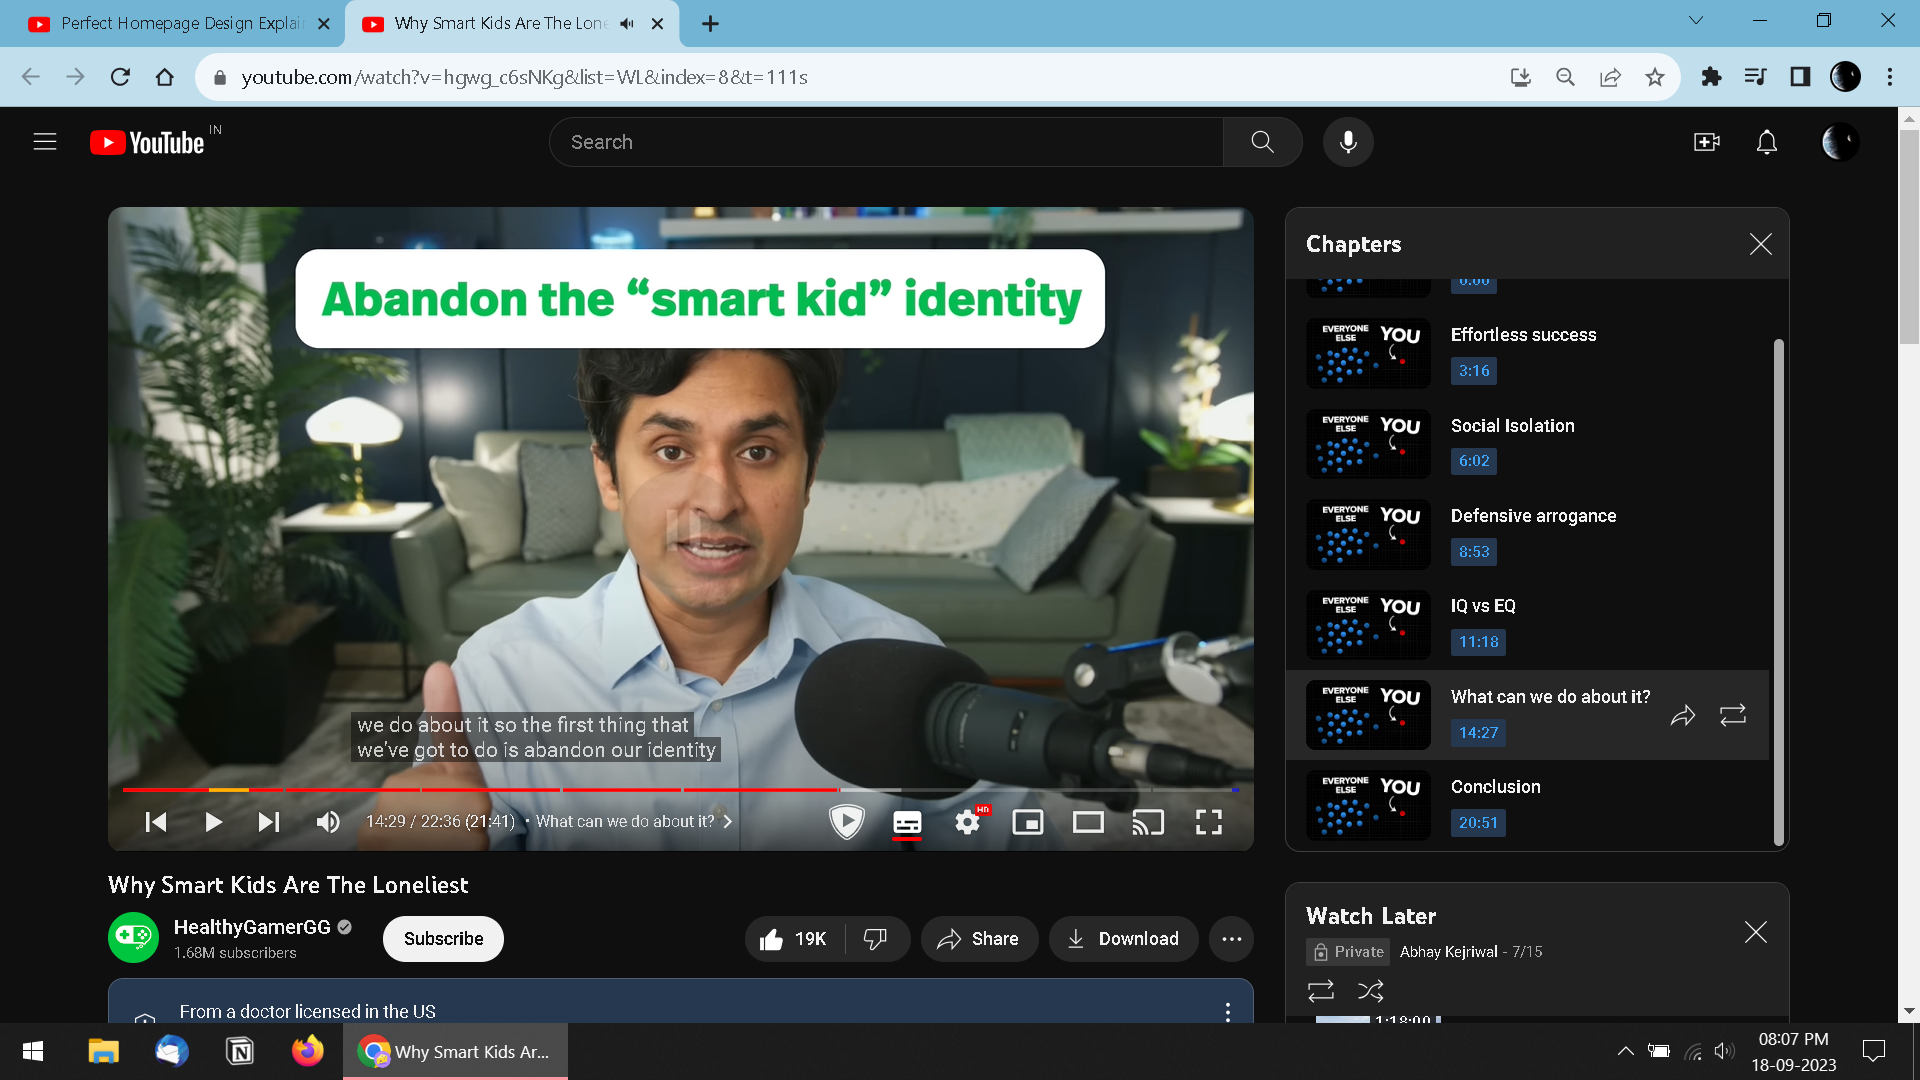 Perfect Homepage Design Explai
Why Smart Kids Are The Lone
youtube.com/watch?v=hgwg_c6sNKg&list=WL&index=8&t=111s
YouTube IN
Search
Abandon the “smart kid” identity
we do about it so the first thing that
we've got to do is abandon our identity
14:29 / 22:36 (21:41) • What can we do about it?
HD
Why Smart Kids Are The Loneliest
HealthyGamerGG
1.68M subscribers
Subscribe
19K
Share
Download
From a doctor licensed in the US
Chapters
0:00
EVERYONE ELSE YOU
Effortless success
3:16
EVERYONE ELSE YOU
Social Isolation
6:02
EVERYONE ELSE YOU
Defensive arrogance
8:53
EVERYONE ELSE YOU
IQ vs EQ
11:18
EVERYONE ELSE YOU
What can we do about it?
14:27
EVERYONE ELSE YOU
Conclusion
20:51
Watch Later
Private Abhay Kejriwal - 7/15
1:18:00
Why Smart Kids Ar...
08:07 PM
18-09-2023